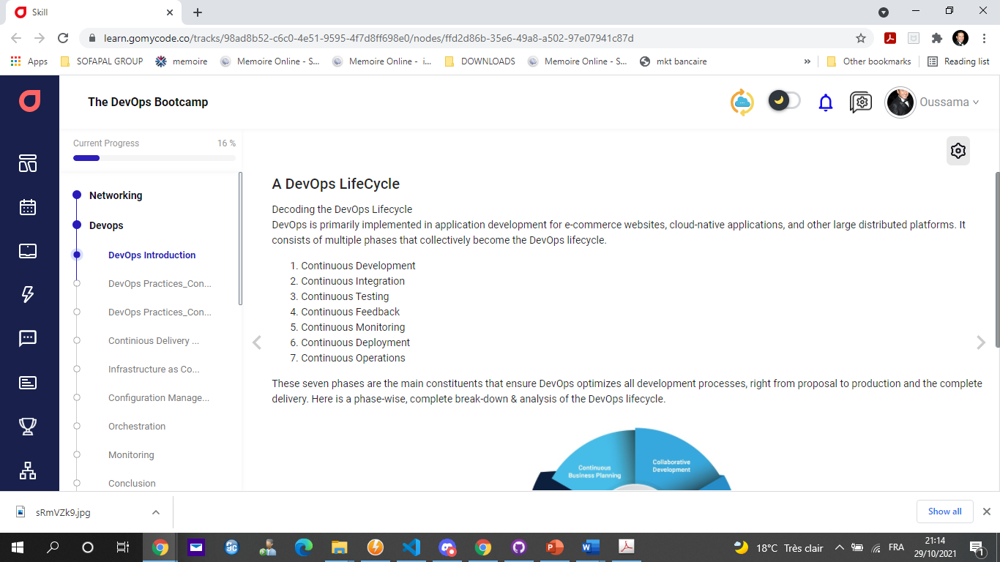 Skill
learn.gomycode.co/tracks/98ad8b52-c6c0-4e51-9595-4f7d8ff698e0/nodes/ffd2d86b-35e6-49a8-a502-97e07941c87d
Apps SOFAPAL GROUP memoire Memoire Online - S... Memoire Online - i... DOWNLOADS Memoire Online - S... mkt bancaire » Other bookmarks Reading list
The DevOps Bootcamp
Oussama
Current Progress 16 %
Networking
Devops
DevOps Introduction
DevOps Practices_Con...
DevOps Practices_Con...
Continious Delivery ...
Infrastructure as Co...
Configuration Manage...
Orchestration
Monitoring
Conclusion
A DevOps LifeCycle
Decoding the DevOps Lifecycle
DevOps is primarily implemented in application development for e-commerce websites, cloud-native applications, and other large distributed platforms. It
consists of multiple phases that collectively become the DevOps lifecycle.
1. Continuous Development
2. Continuous Integration
3. Continuous Testing
4. Continuous Feedback
5. Continuous Monitoring
6. Continuous Deployment
7. Continuous Operations
These seven phases are the main constituents that ensure DevOps optimizes all development processes, right from proposal to production and the complete
delivery. Here is a phase-wise, complete break-down & analysis of the DevOps lifecycle.
Continuous
Business Planning
Collaborative
Development
sRmVZk9.jpg
Show all
18°C Très clair
FRA
21:14
29/10/2021
1